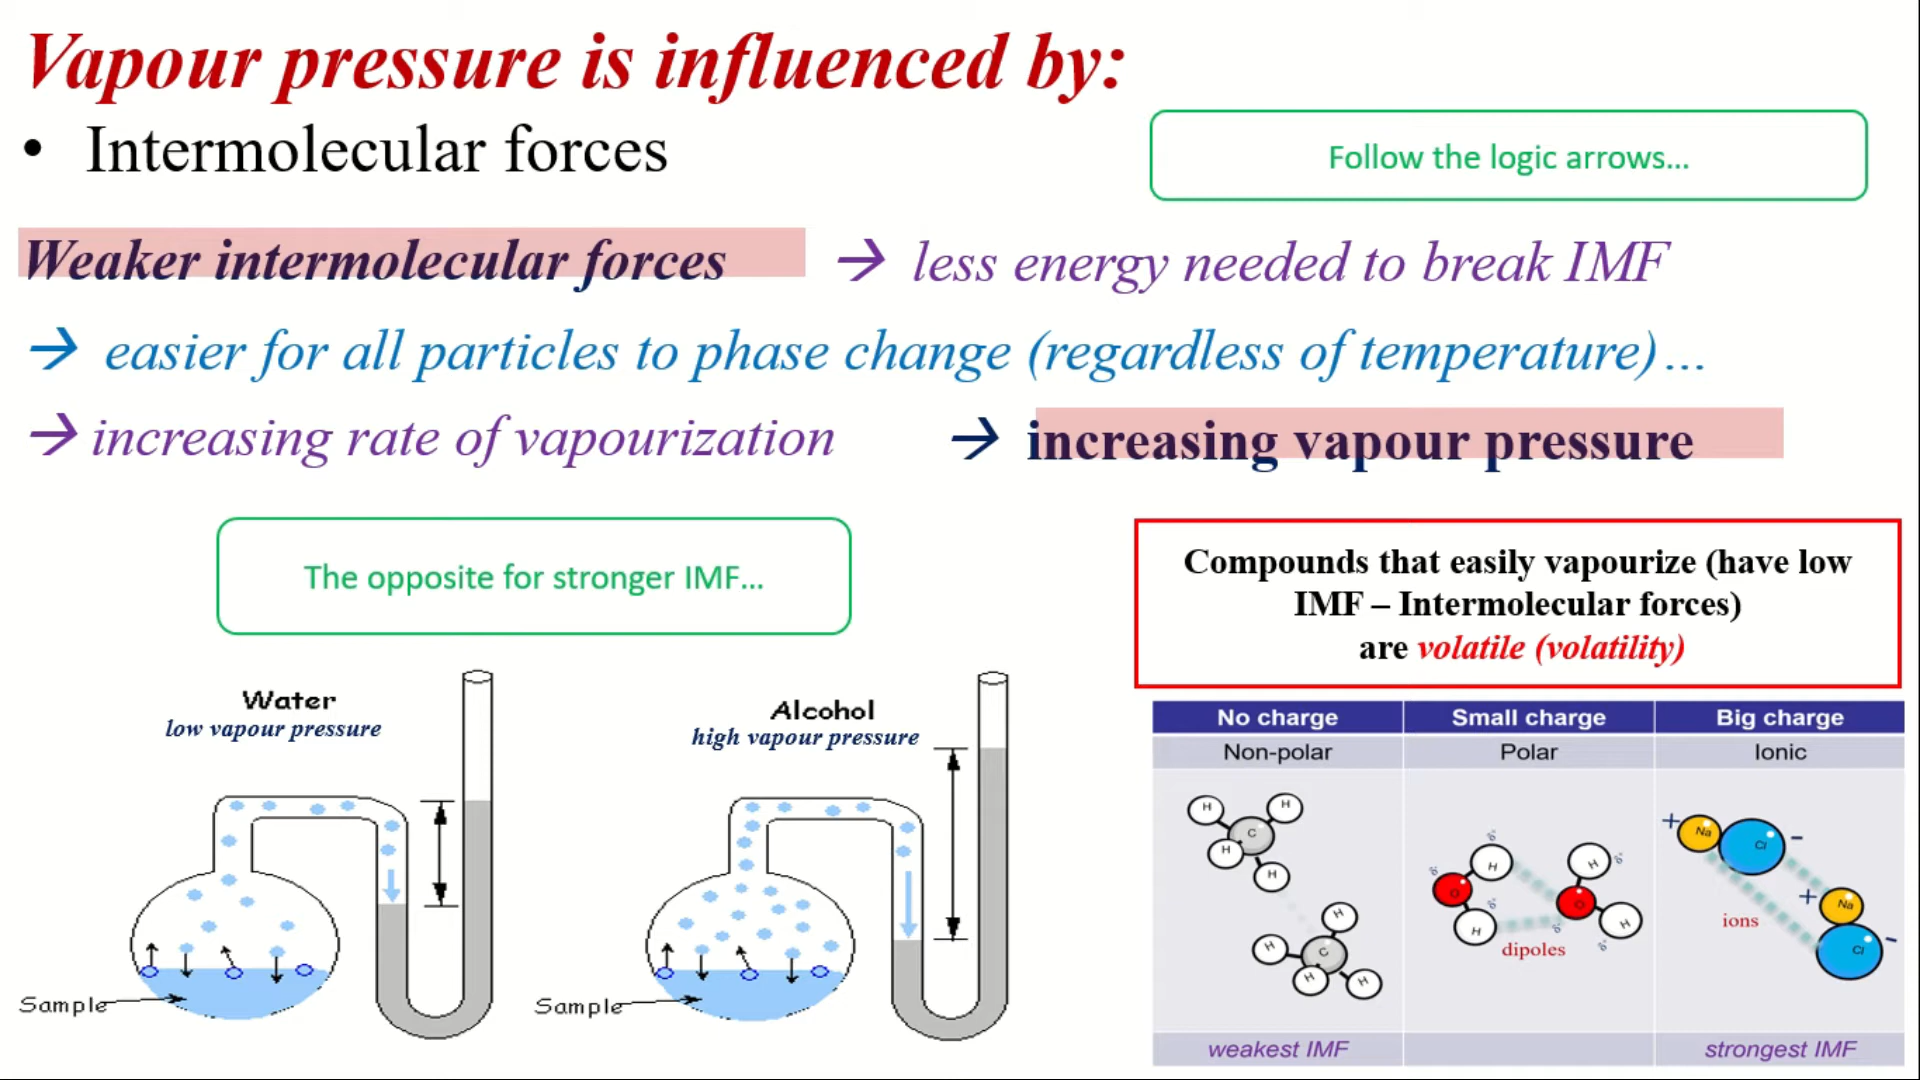 Vapour pressure is influenced by:
• Intermolecular forces
Follow the logic arrows...
Weaker intermolecular forces → less energy needed to break IMF
→ easier for all particles to phase change (regardless of temperature)...
→ increasing rate of vapourization → increasing vapour pressure
The opposite for stronger IMF...
Compounds that easily vapourize (have low
IMF – Intermolecular forces)
are volatile (volatility)
Water
low vapour pressure
Sample
Alcohol
high vapour pressure
Sample
No charge Small charge Big charge
Non-polar Polar Ionic
H H C H H
H H C H H
δ- O H δ+ H δ+
O δ- H δ+ H δ+
dipoles
+ Na Cl -
+ Na Cl -
ions
weakest IMF strongest IMF